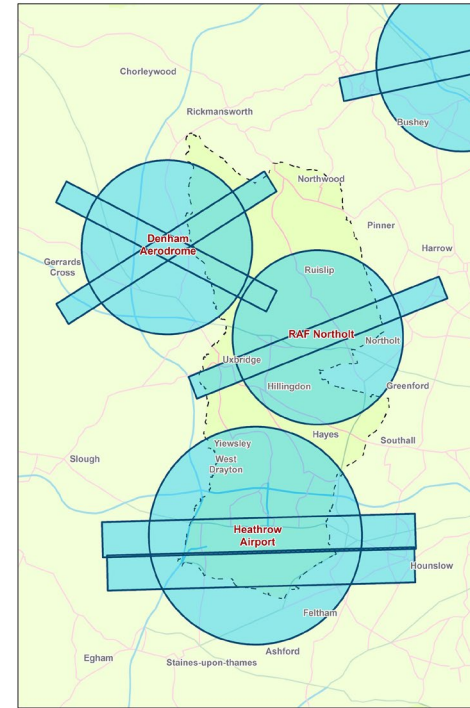 Chorleywood
Rickmansworth
Bushey
Northwood
Pinner
Denham
Aerodrome
Harrow
Gerrards
Cross
Ruislip
RAF Northolt
Northolt
Uxbridge
Hillingdon
Greenford
Hayes
Southall
Yiewsley
West
Drayton
Slough
Heathrow
Airport
Hounslow
Feltham
Ashford
Egham
Staines-upon-thames